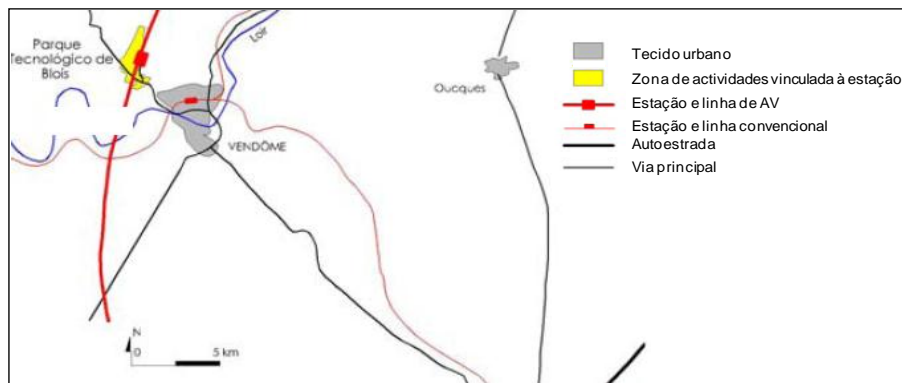 Parque
Tecnológico de
Blois
Loir
Oucques
VENDÔME
N
0
5 km
Tecido urbano
Zona de actividades vinculada à estação
Estação e linha de AV
Estação e linha convencional
Autoestrada
Via principal